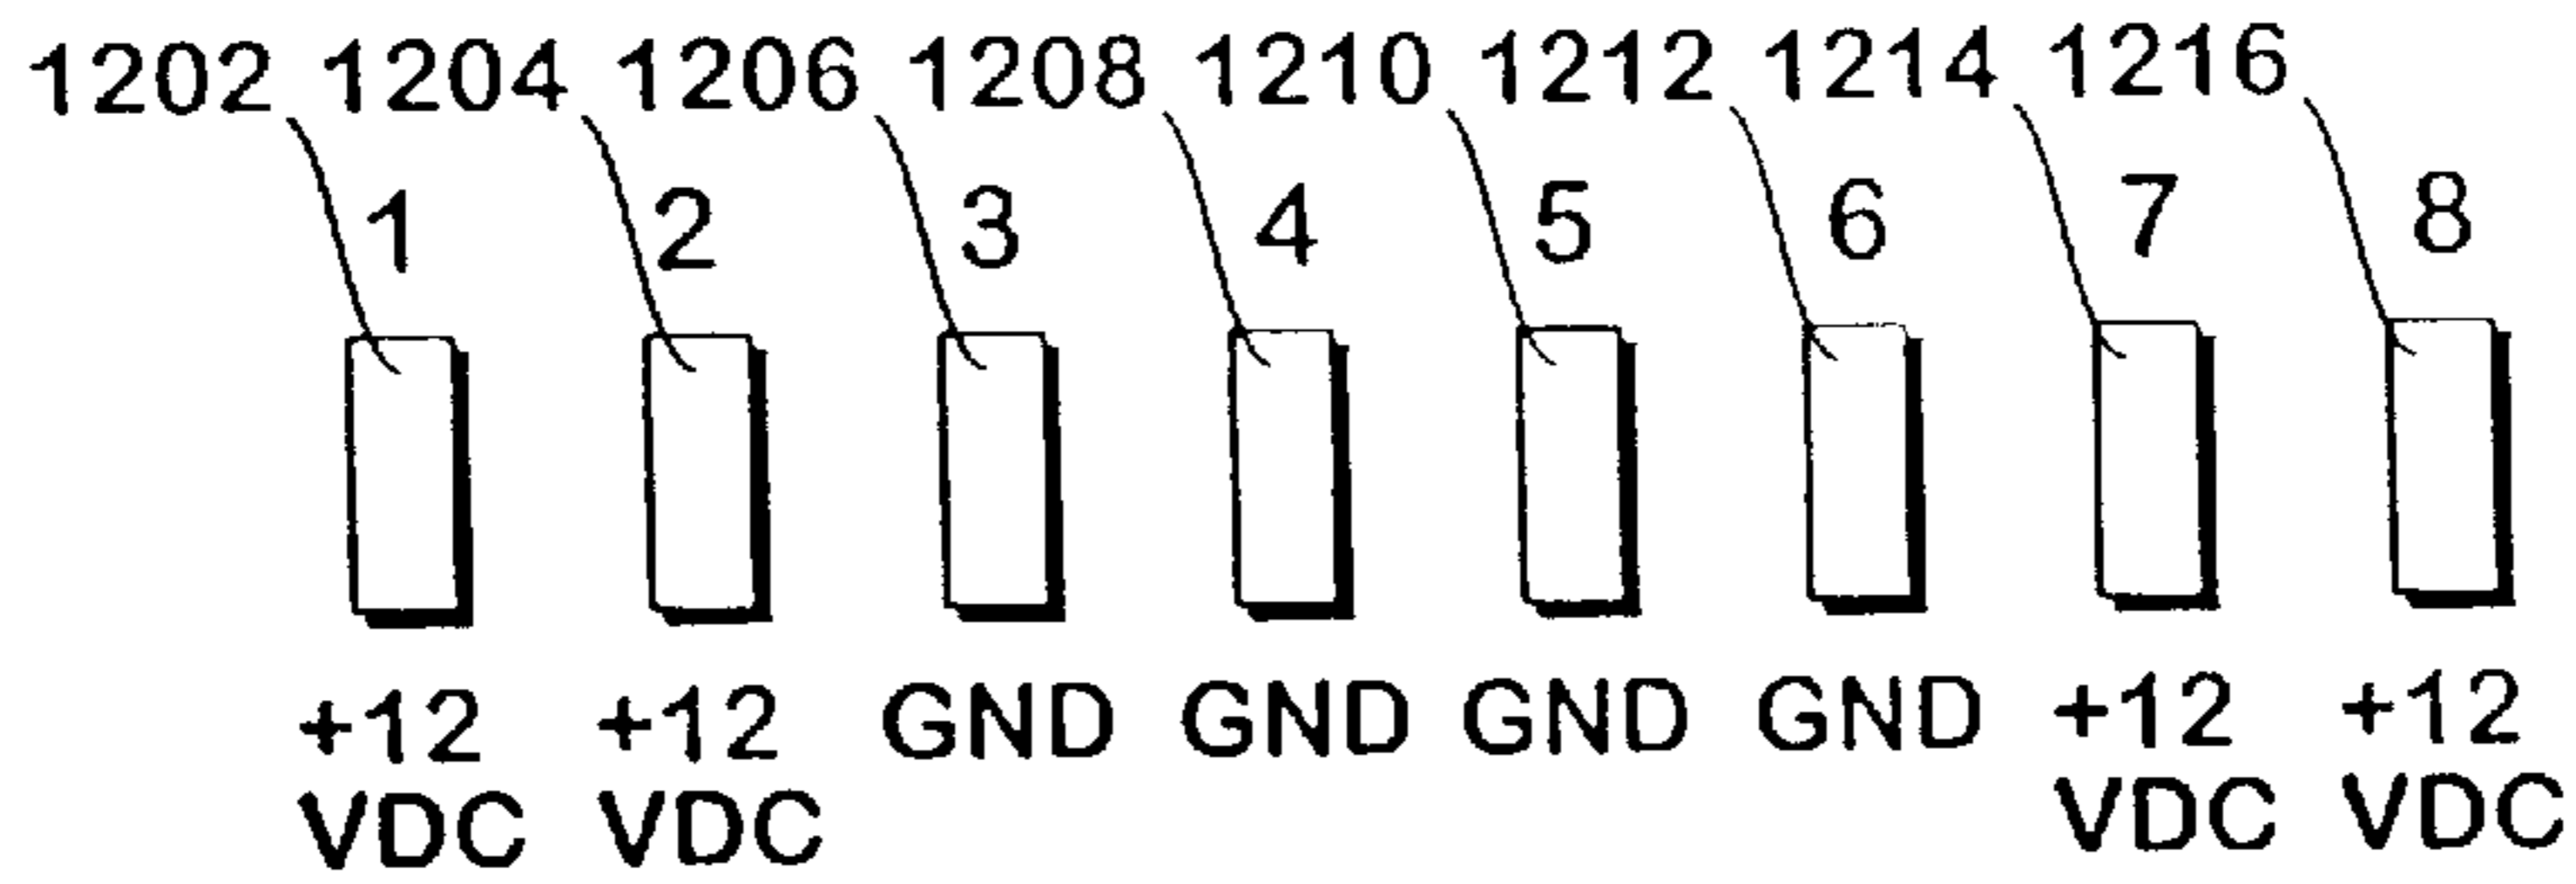 1202 1204 1206 1208 1210 1212 1214 1216
1 2 3 4 5 6 7 8
+12 +12 GND GND GND GND +12 +12
VDC VDC VDC VDC